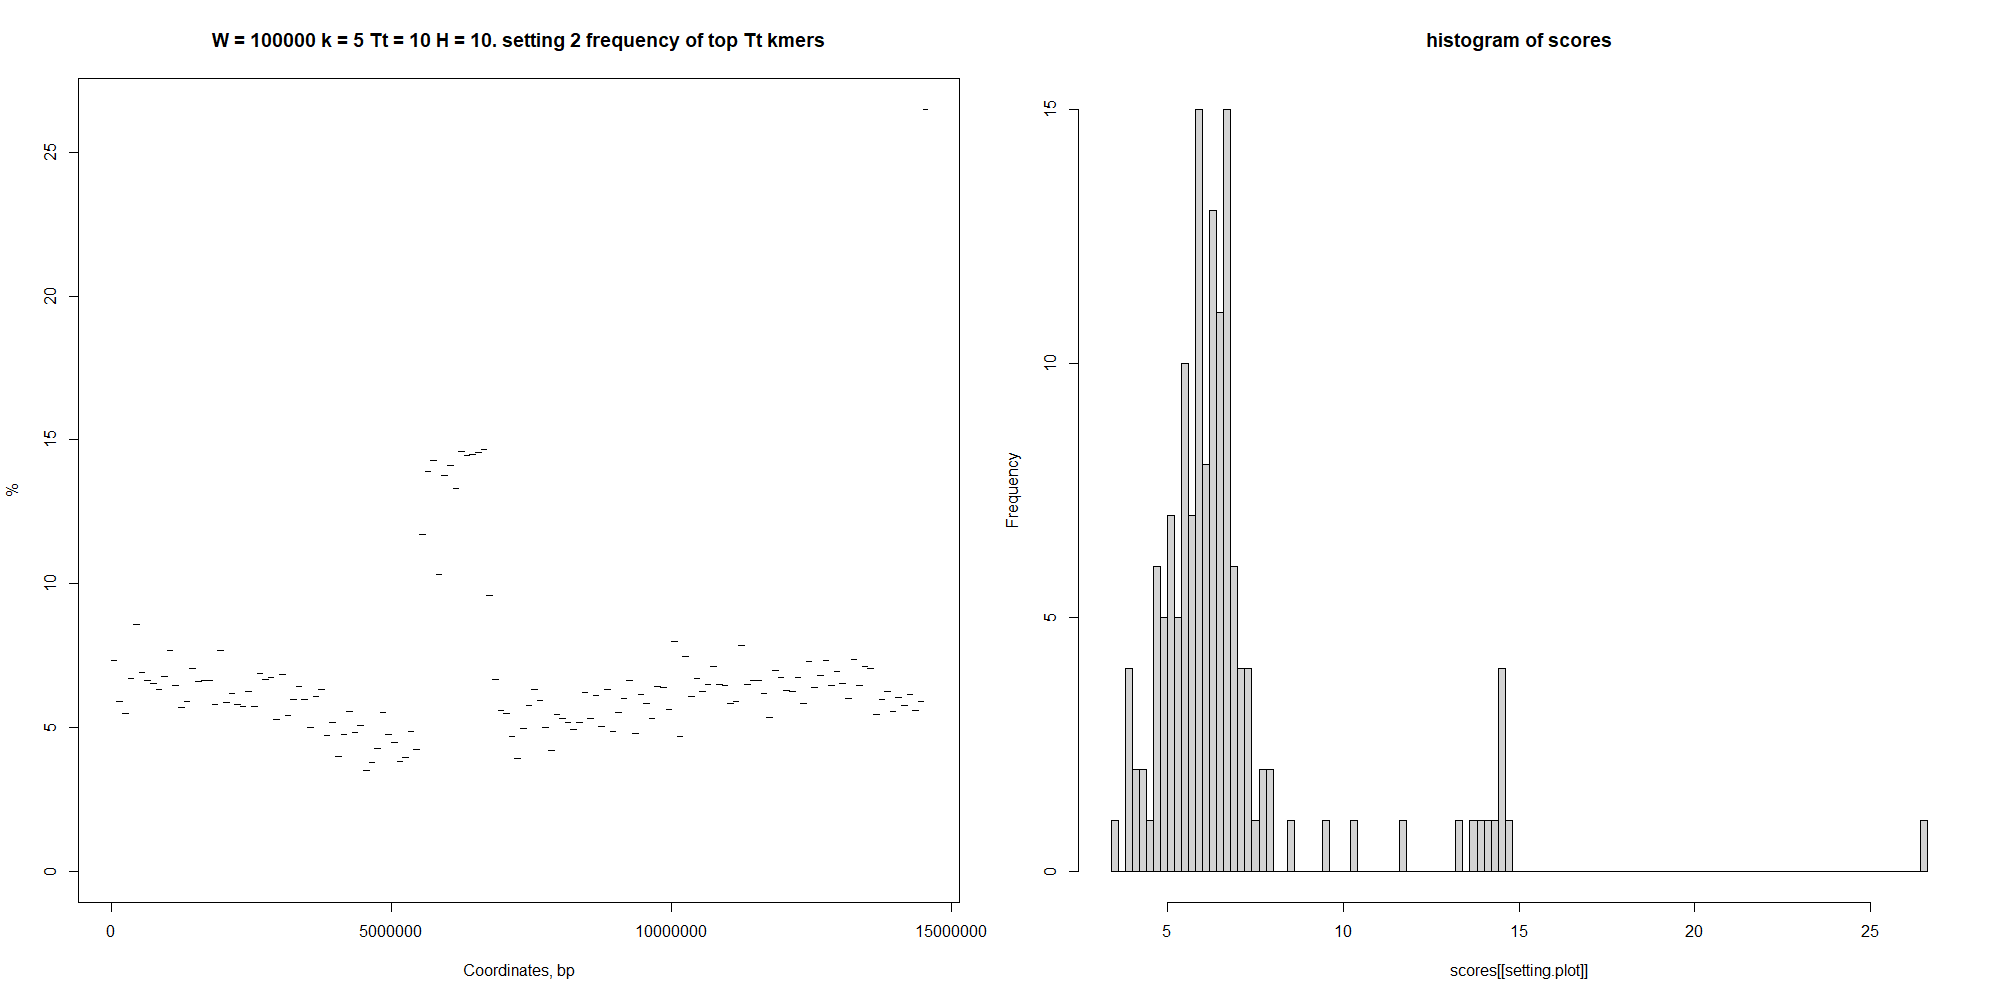 W = 100000 k = 5 Tt = 10 H = 10. setting 2 frequency of top Tt kmers
%
25
20
15
10
5
0
0 5000000 10000000 15000000
Coordinates, bp
histogram of scores
Frequency
15
10
5
0
5 10 15 20 25
scores[[setting.plot]]